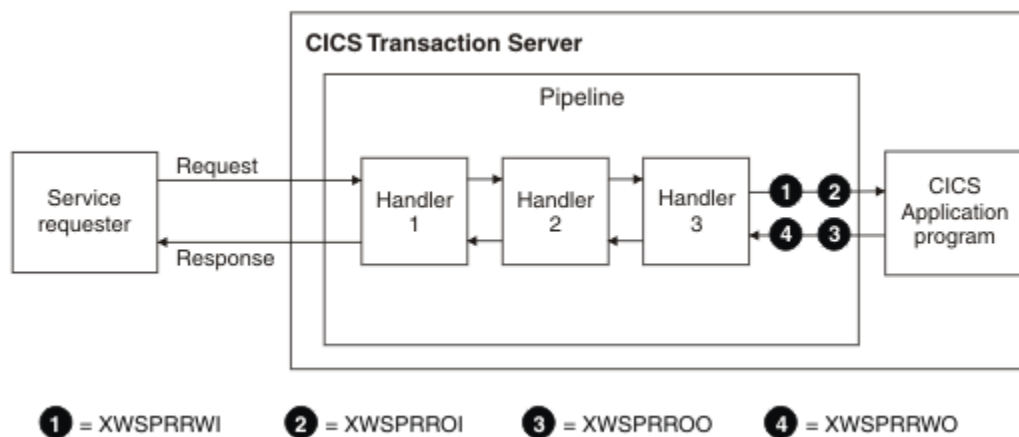 CICS Transaction Server
Pipeline
Service
requester
Request
Response
Handler
1
Handler
2
Handler
3
1
2
4
3
CICS
Application
program
1 = XWSPRRWI
2 = XWSPRROI
3 = XWSPRROO
4 = XWSPRRWO